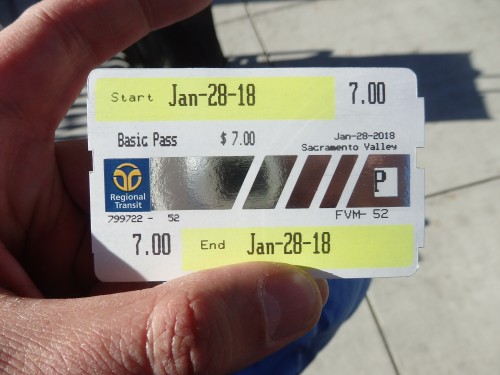 Start Jan-28-18 7.00
Basic Pass $ 7.00 Jan-28-2018
Sacramento Valley
P
Regional
Transit
799722 - 52 FVM- 52
7.00 End Jan-28-18